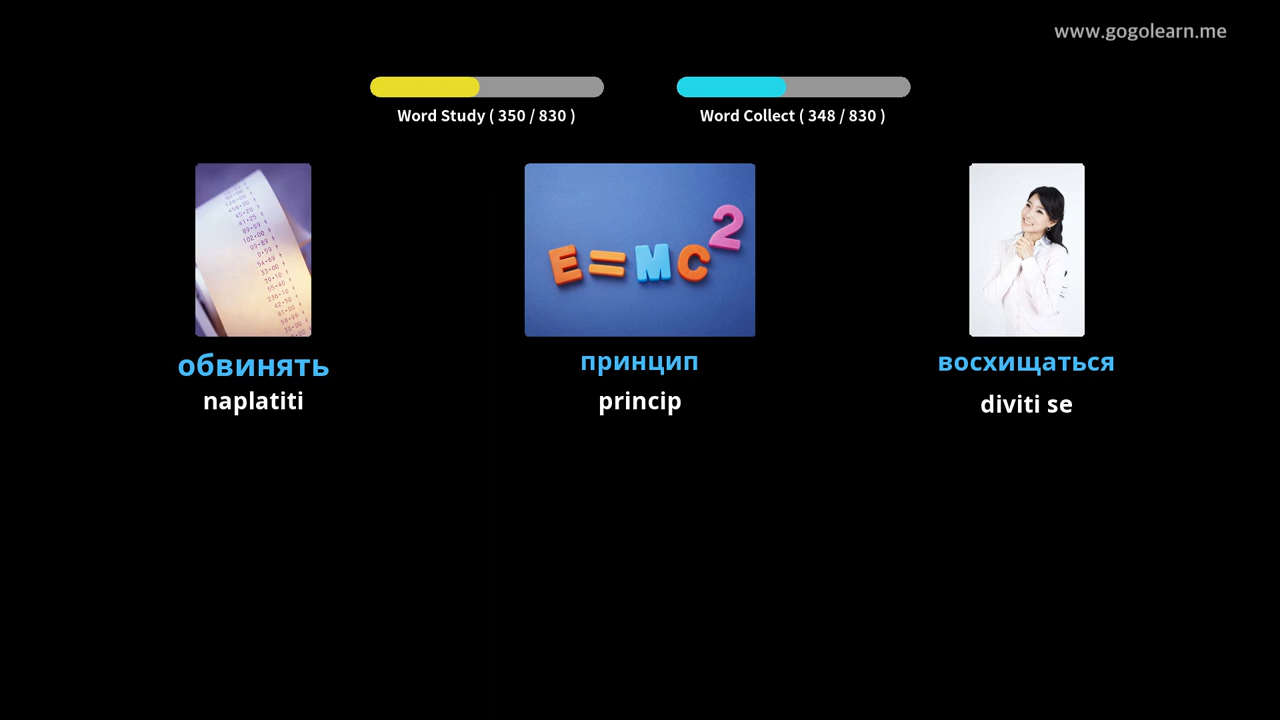 www.gogolearn.me
Word Study ( 350 / 830 )
Word Collect ( 348 / 830 )
E=MC2
обвинять
принцип
восхищаться
naplatiti
princip
diviti se